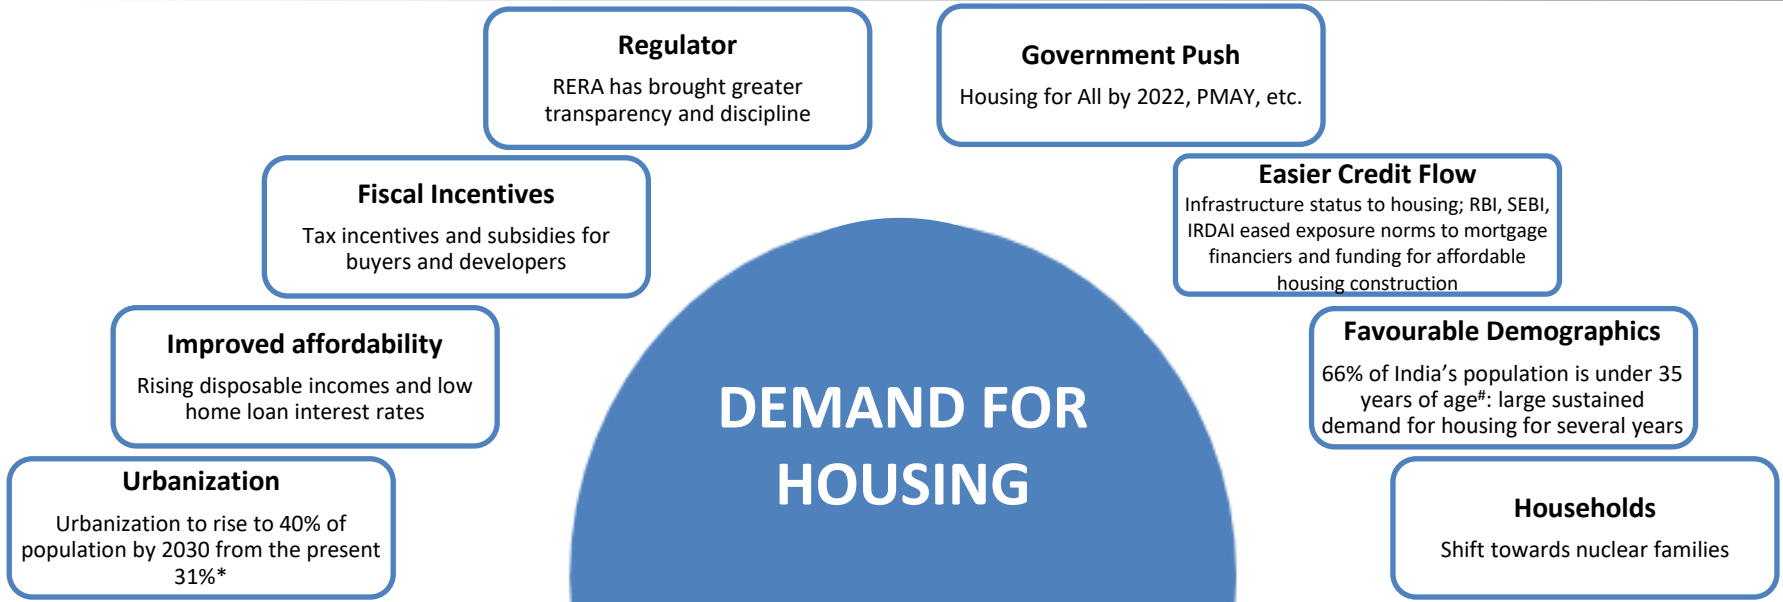 Regulator
RERA has brought greater
transparency and discipline
Government Push
Housing for All by 2022, PMAY, etc.
Fiscal Incentives
Tax incentives and subsidies for
buyers and developers
Easier Credit Flow
Infrastructure status to housing; RBI, SEBI,
IRDAI eased exposure norms to mortgage
financiers and funding for affordable
housing construction
Improved affordability
Rising disposable incomes and low
home loan interest rates
Favourable Demographics
66% of India’s population is under 35
years of age#: large sustained
demand for housing for several years
DEMAND FOR
HOUSING
Urbanization
Urbanization to rise to 40% of
population by 2030 from the present
31%*
Households
Shift towards nuclear families